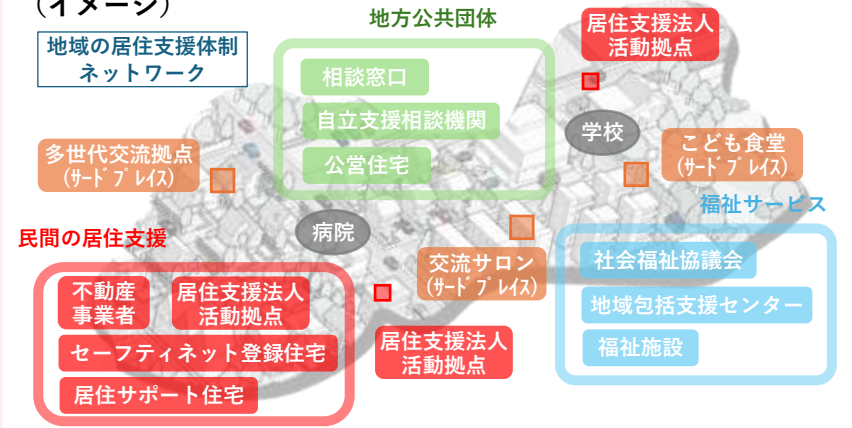 (イメージ)
地域の居住支援体制
ネットワーク
地方公共団体
相談窓口
自立支援相談機関
公営住宅
居住支援法人
活動拠点
学校
こども食堂
(サードプレイス)
多世代交流拠点
(サードプレイス)
福祉サービス
病院
民間の居住支援
交流サロン
(サードプレイス)
社会福祉協議会
地域包括支援センター
福祉施設
不動産
事業者
居住支援法人
活動拠点
セーフティネット登録住宅
居住サポート住宅
居住支援法人
活動拠点